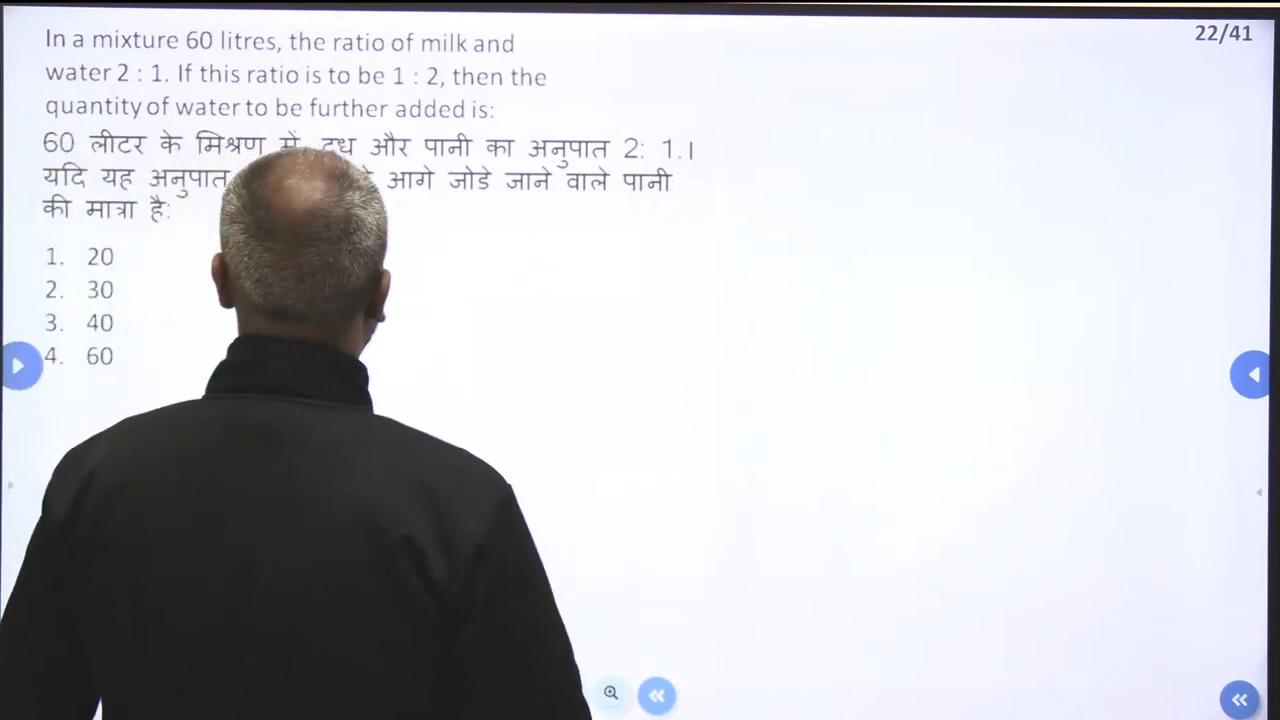 22/41
In a mixture 60 litres, the ratio of milk and
water 2 : 1. If this ratio is to be 1 : 2, then the
quantity of water to be further added is:
60 लीटर के मिश्रण में, दूध और पानी का अनुपात 2: 1.।
यदि यह अनुपात आगे जोडे जाने वाले पानी
की मात्रा है:
1. 20
2. 30
3. 40
4. 60